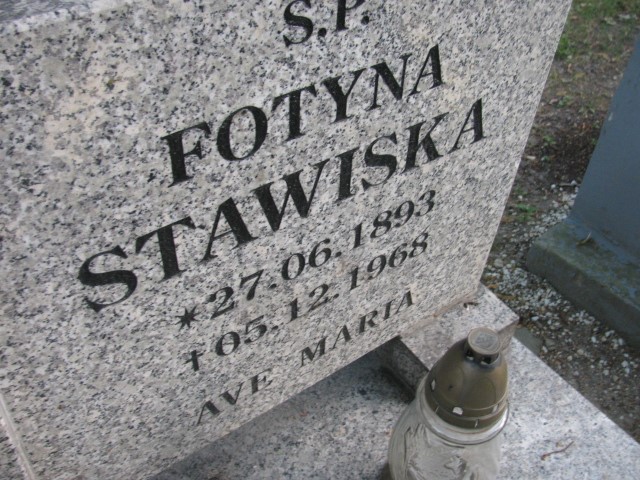 Ś.P.
FOTYNA
STAWISKA
*27.06.1893
†05.12.1968
AVE MARIA